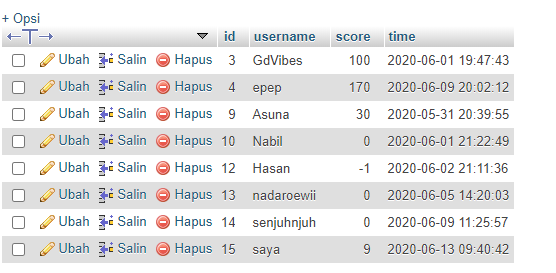 + Opsi
id username score time
Ubah Salin Hapus 3 GdVibes 100 2020-06-01 19:47:43
Ubah Salin Hapus 4 epep 170 2020-06-09 20:02:12
Ubah Salin Hapus 9 Asuna 30 2020-05-31 20:39:55
Ubah Salin Hapus 10 Nabil 0 2020-06-01 21:22:49
Ubah Salin Hapus 12 Hasan -1 2020-06-02 21:11:36
Ubah Salin Hapus 13 nadaroewii 0 2020-06-05 14:20:03
Ubah Salin Hapus 14 senjuhnjuh 0 2020-06-09 11:25:57
Ubah Salin Hapus 15 saya 9 2020-06-13 09:40:42